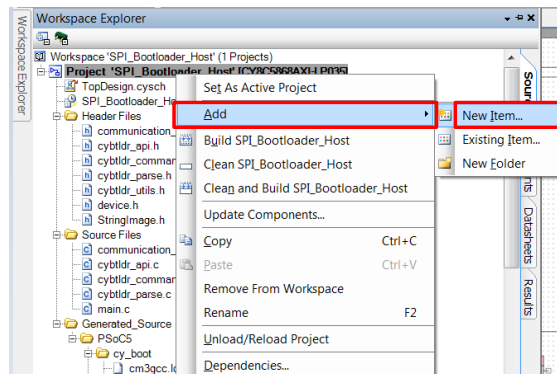 Workspace Explorer
Workspace Explorer
Workspace 'SPI_Bootloader_Host' (1 Projects)
Project 'SPI_Bootloader_Host' [CY8C5868AXI-LP035]
TopDesign.cysch
SPI_Bootloader_Ho
Header Files
communication_
cybtldr_api.h
cybtldr_comman
cybtldr_parse.h
cybtldr_utils.h
device.h
StringImage.h
Source Files
communication_
cybtldr_api.c
cybtldr_comman
cybtldr_parse.c
main.c
Generated_Source
PSoC5
cy_boot
cm3gcc.l
Set As Active Project
Add
Build SPI_Bootloader_Host
Clean SPI_Bootloader_Host
Clean and Build SPI_Bootloader_Host
Update Components...
Copy Ctrl+C
Paste Ctrl+V
Remove From Workspace
Rename F2
Unload/Reload Project
Dependencies...
New Item...
Existing Item...
New Folder
Sour
nts
Datasheets
Results